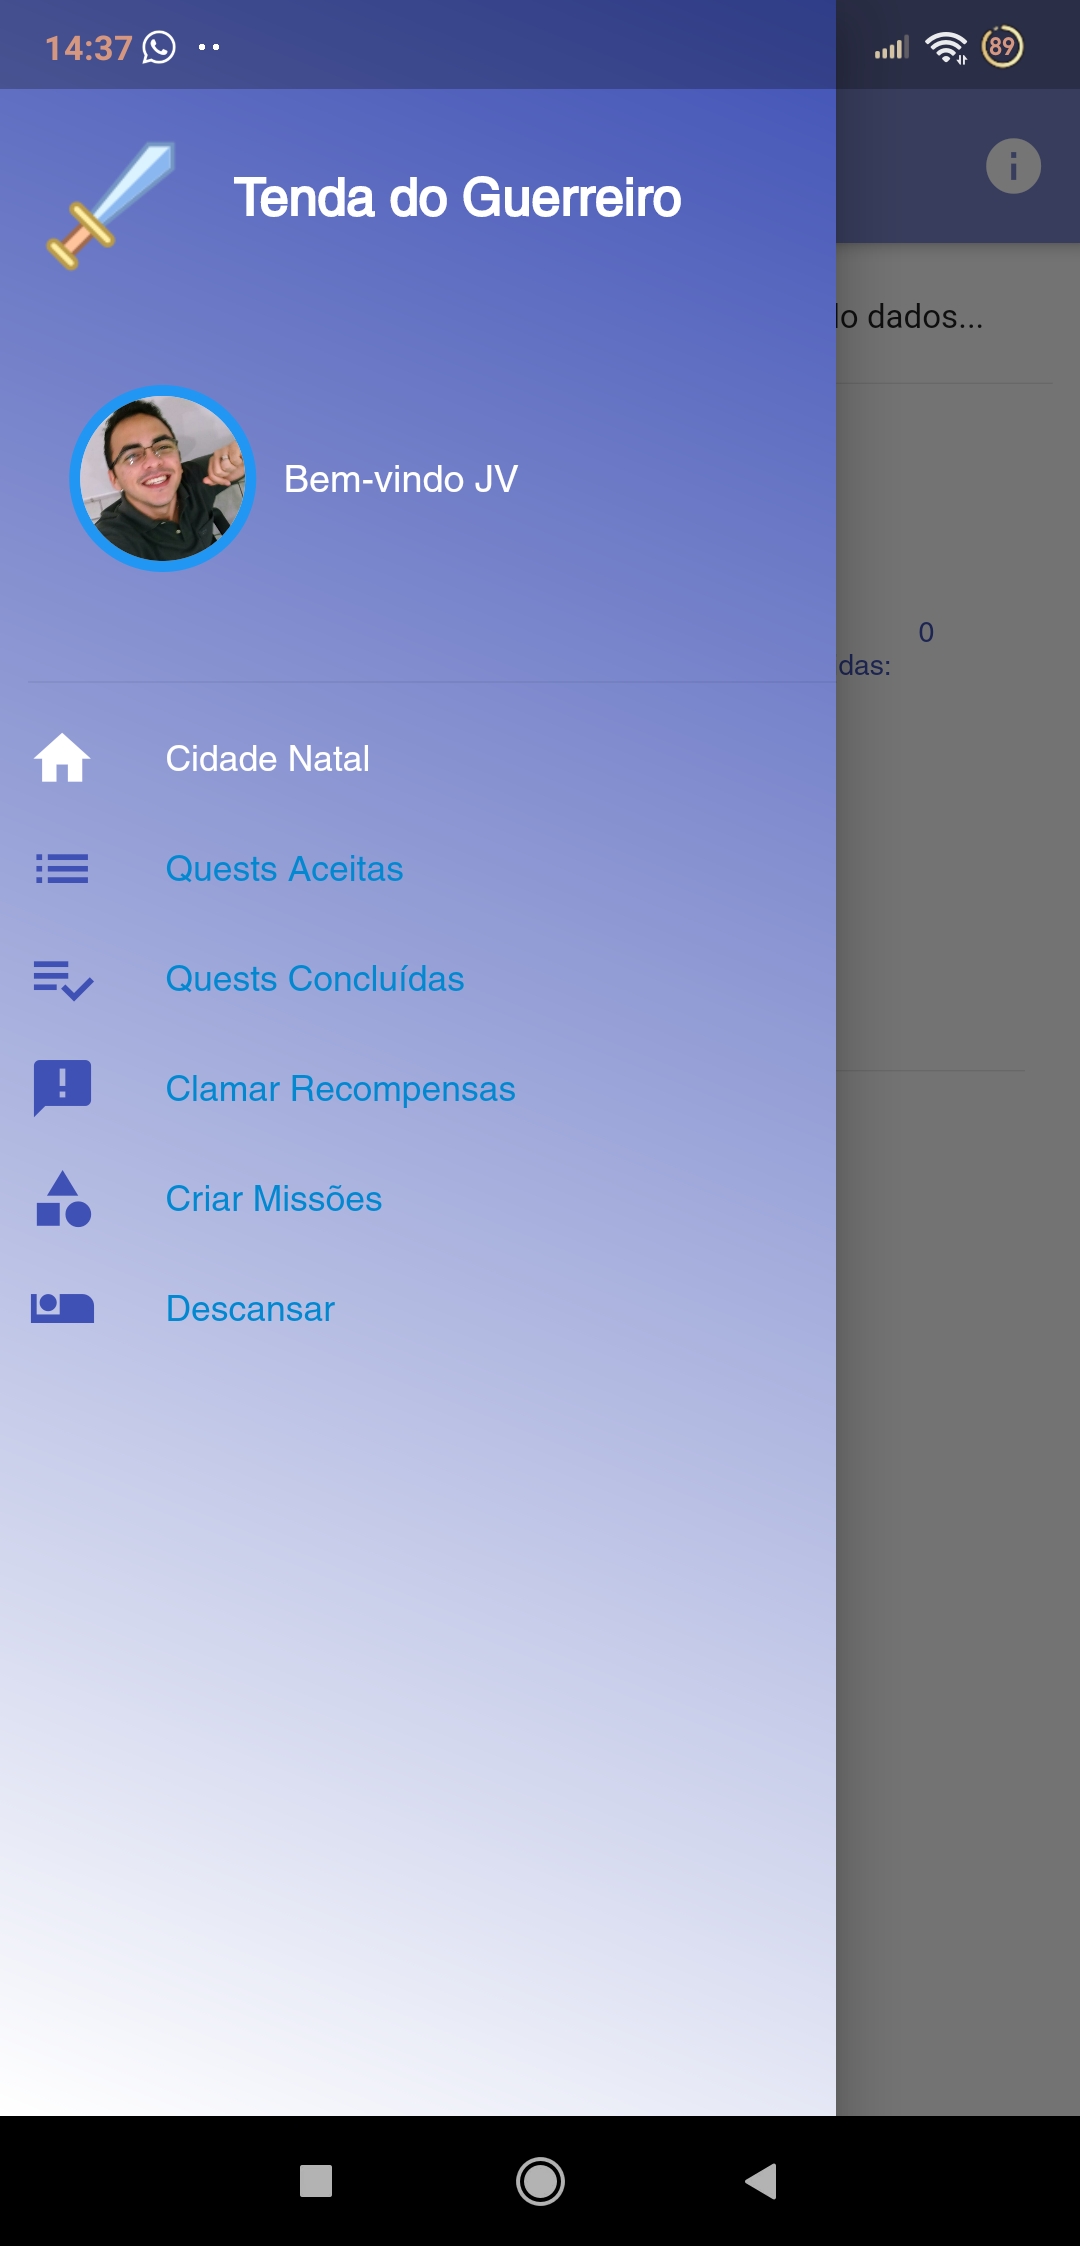 14:37
89
Tenda do Guerreiro
do dados...
Bem-vindo JV
0
das:
Cidade Natal
Quests Aceitas
Quests Concluídas
Clamar Recompensas
Criar Missões
Descansar